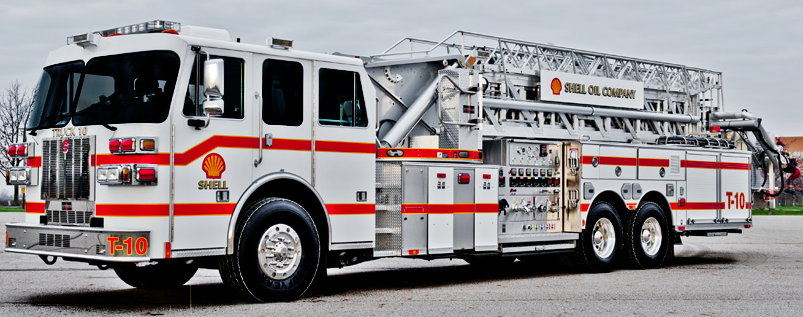 SHELL OIL COMPANY
TRUCK 10
SHELL
T-10
T-10